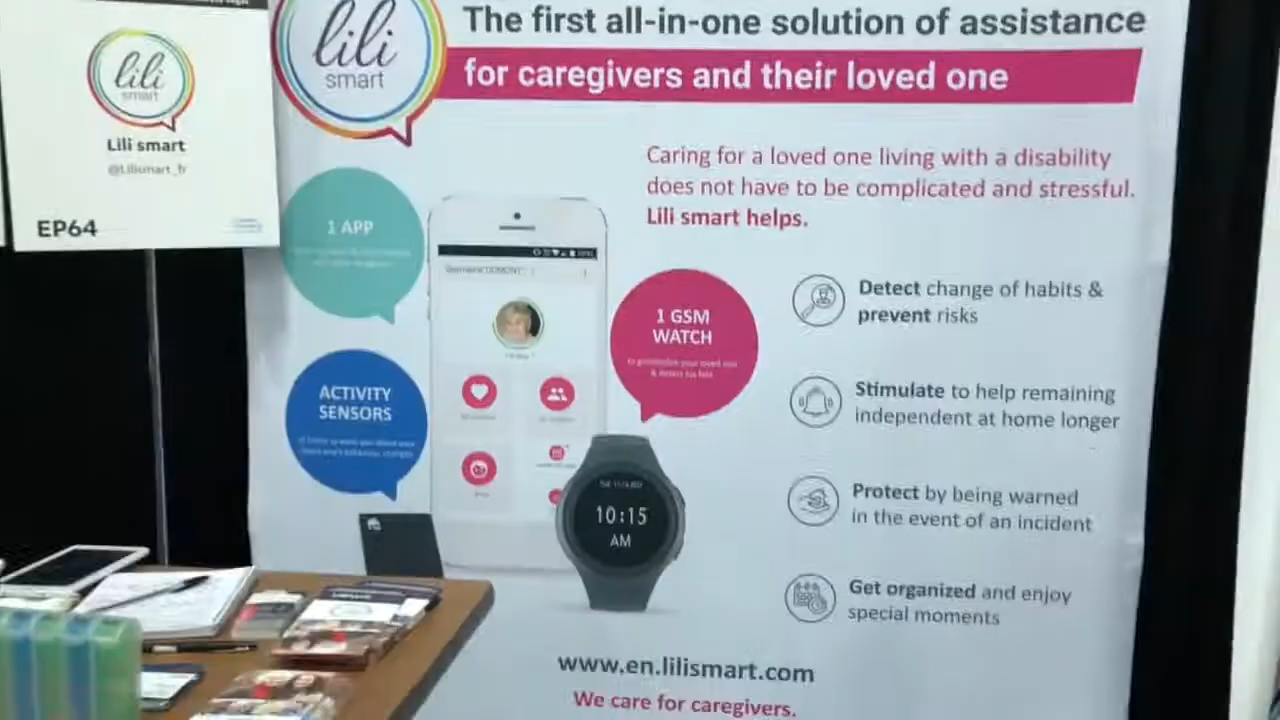 lili
smart
Lili smart
@Lilismart_fr
EP64
lili
smart
The first all-in-one solution of assistance
for caregivers and their loved one
Caring for a loved one living with a disability
does not have to be complicated and stressful.
Lili smart helps.
1 APP
1 GSM
WATCH
ACTIVITY
SENSORS
10:15
AM
Detect change of habits &
prevent risks
Stimulate to help remaining
independent at home longer
Protect by being warned
in the event of an incident
Get organized and enjoy
special moments
www.en.lilismart.com
We care for caregivers.